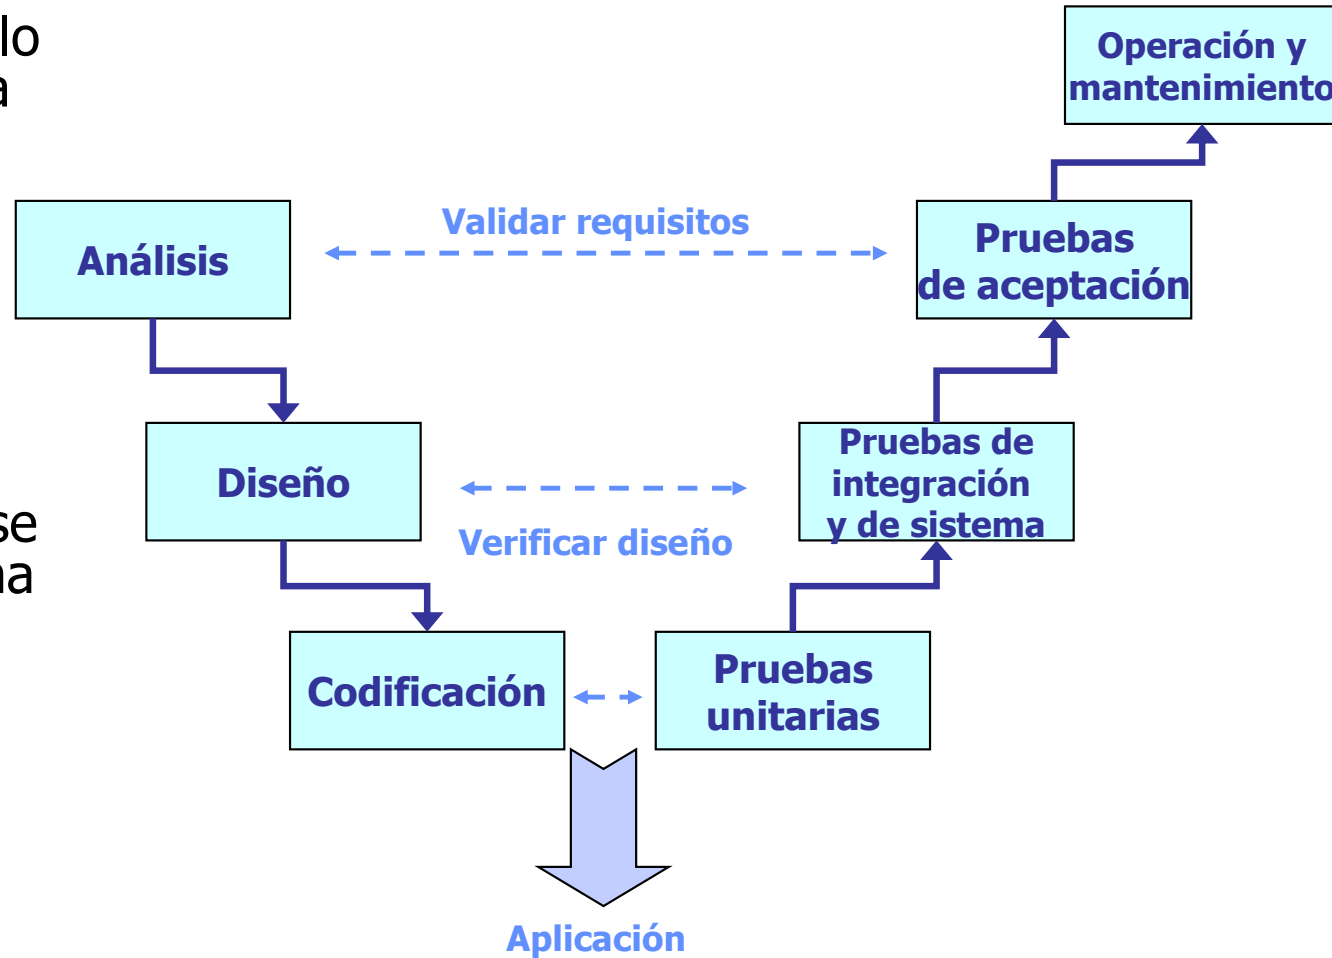 lo
a
Operación y
mantenimiento
Validar requisitos
Análisis
Pruebas
de aceptación
Diseño
Pruebas de
integración
y de sistema
se
na
Verificar diseño
Codificación
Pruebas
unitarias
Aplicación